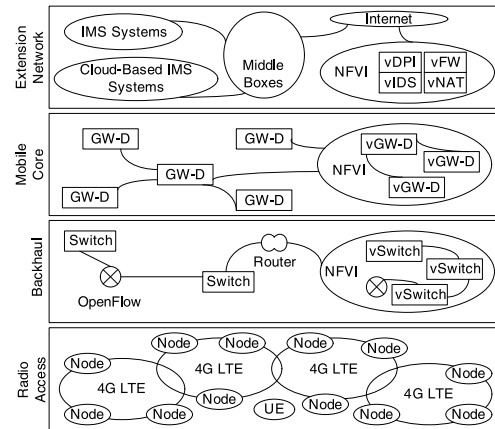 Extension
Network
IMS Systems
Cloud-Based IMS
Systems
Middle
Boxes
Internet
NFVI
vDPI
vFW
vIDS
vNAT
Mobile
Core
GW-D
GW-D
GW-D
GW-D
GW-D
NFVI
vGW-D
vGW-D
vGW-D
Backhaul
Switch
OpenFlow
Switch
Router
NFVI
vSwitch
vSwitch
vSwitch
Radio
Access
Node
Node
Node
Node
Node
Node
4G LTE
4G LTE
4G LTE
4G LTE
Node
Node
Node
UE
Node
Node
Node